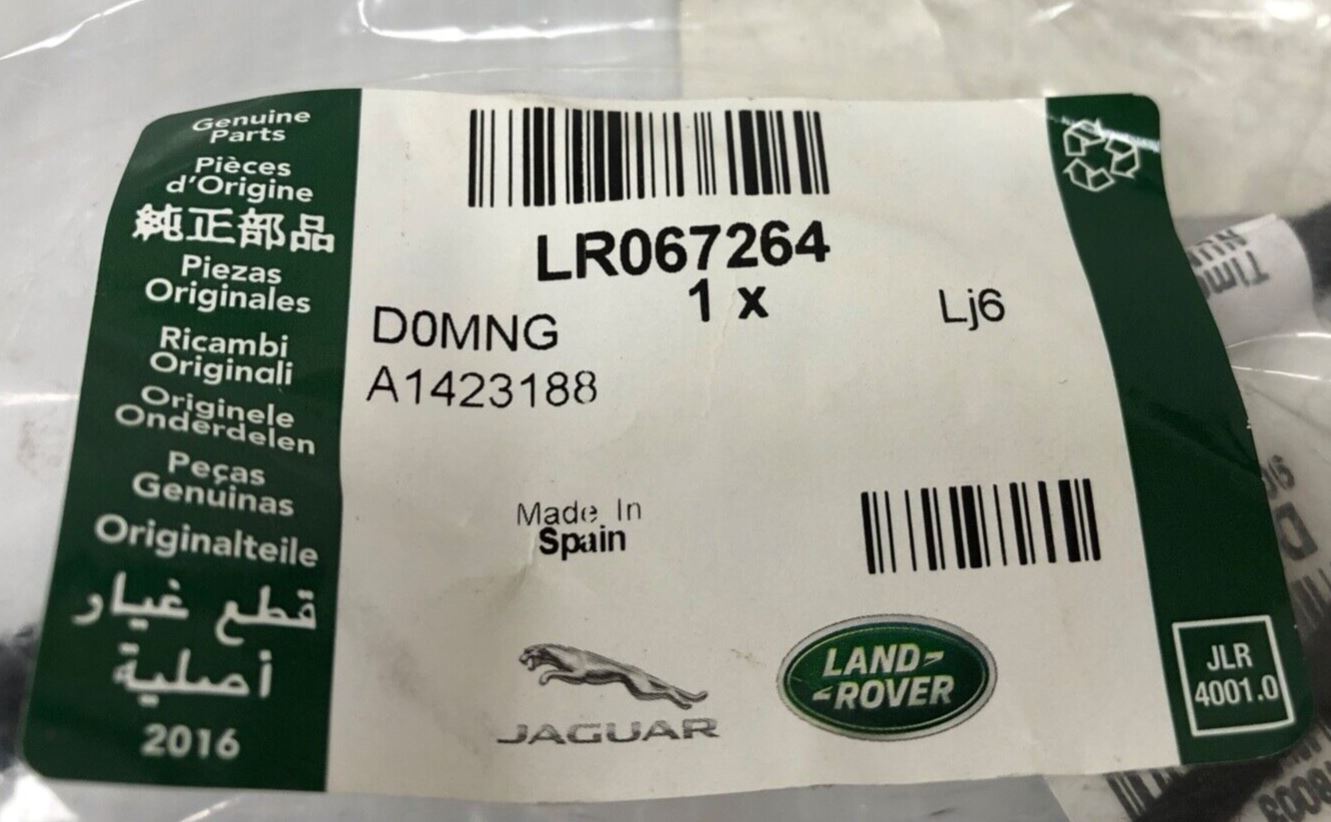 Genuine
Parts
Pièces
d'Origine
純正部品
Piezas
Originales
Ricambi
Originali
Originele
Onderdelen
Peças
Genuinas
Originalteile
قطع غيار
أصلية
2016
LR067264
1 x
Lj6
D0MNG
A1423188
Made In
Spain
JAGUAR
LAND-
-ROVER
JLR
4001.0